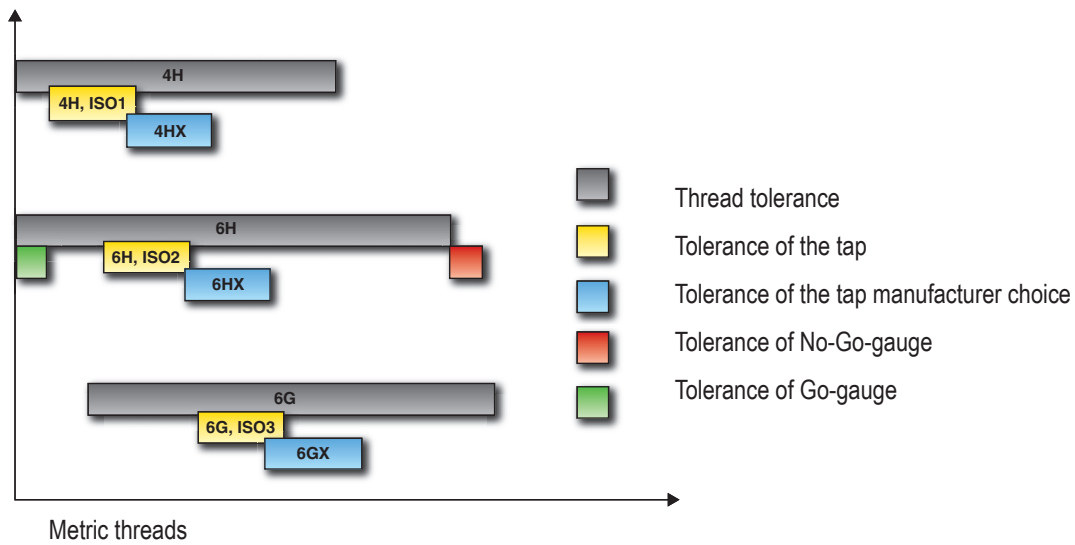 4H
4H, ISO1
4HX
6H
6H, ISO2
6HX
6G
6G, ISO3
6GX
Thread tolerance
Tolerance of the tap
Tolerance of the tap manufacturer choice
Tolerance of No-Go-gauge
Tolerance of Go-gauge
Metric threads